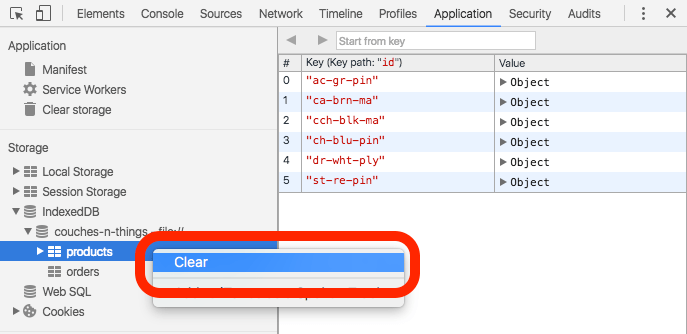 Elements Console Sources Network Timeline Profiles Application Security Audits
Application
Manifest
Service Workers
Clear storage
Storage
Local Storage
Session Storage
IndexedDB
couches-n-things - file://
products
orders
Web SQL
Cookies
Clear
Start from key
# Key (Key path: "id") Value
0 "ac-gr-pin" Object
1 "ca-brn-ma" Object
2 "cch-blk-ma" Object
3 "ch-blu-pin" Object
4 "dr-wht-ply" Object
5 "st-re-pin" Object